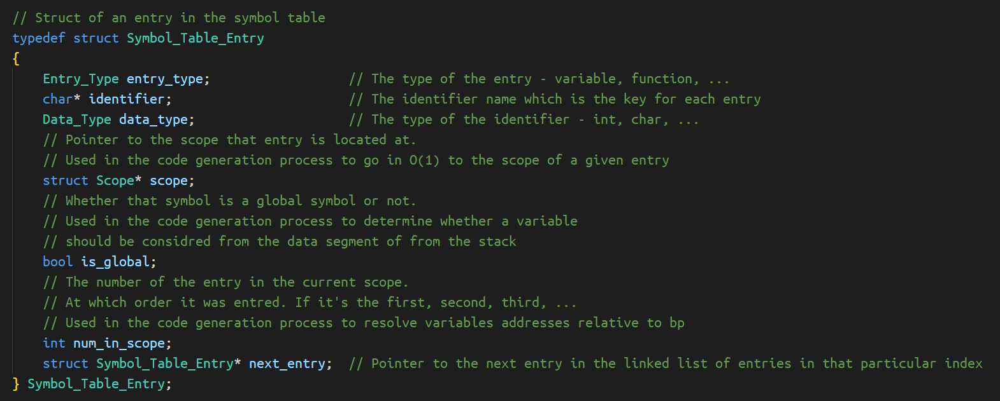 // Struct of an entry in the symbol table
typedef struct Symbol_Table_Entry
{
    Entry_Type entry_type;                  // The type of the entry - variable, function, ...
    char* identifier;                       // The identifier name which is the key for each entry
    Data_Type data_type;                    // The type of the identifier - int, char, ...
    // Pointer to the scope that entry is located at.
    // Used in the code generation process to go in O(1) to the scope of a given entry
    struct Scope* scope;
    // Whether that symbol is a global symbol or not.
    // Used in the code generation process to determine whether a variable
    // should be considred from the data segment of from the stack
    bool is_global;
    // The number of the entry in the current scope.
    // At which order it was entred. If it's the first, second, third, ...
    // Used in the code generation process to resolve variables addresses relative to bp
    int num_in_scope;
    struct Symbol_Table_Entry* next_entry;  // Pointer to the next entry in the linked list of entries in that particular index
} Symbol_Table_Entry;